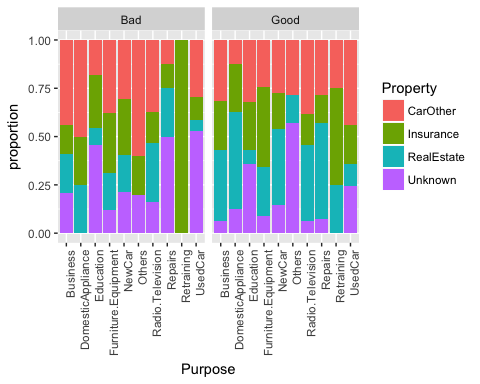 Bad Good
1.00
0.75
0.50
0.25
0.00
proportion
Business
DomesticAppliance
Education
Furniture.Equipment
NewCar
Others
Radio.Television
Repairs
Retraining
UsedCar
Business
DomesticAppliance
Education
Furniture.Equipment
NewCar
Others
Radio.Television
Repairs
Retraining
UsedCar
Purpose
Property
CarOther
Insurance
RealEstate
Unknown